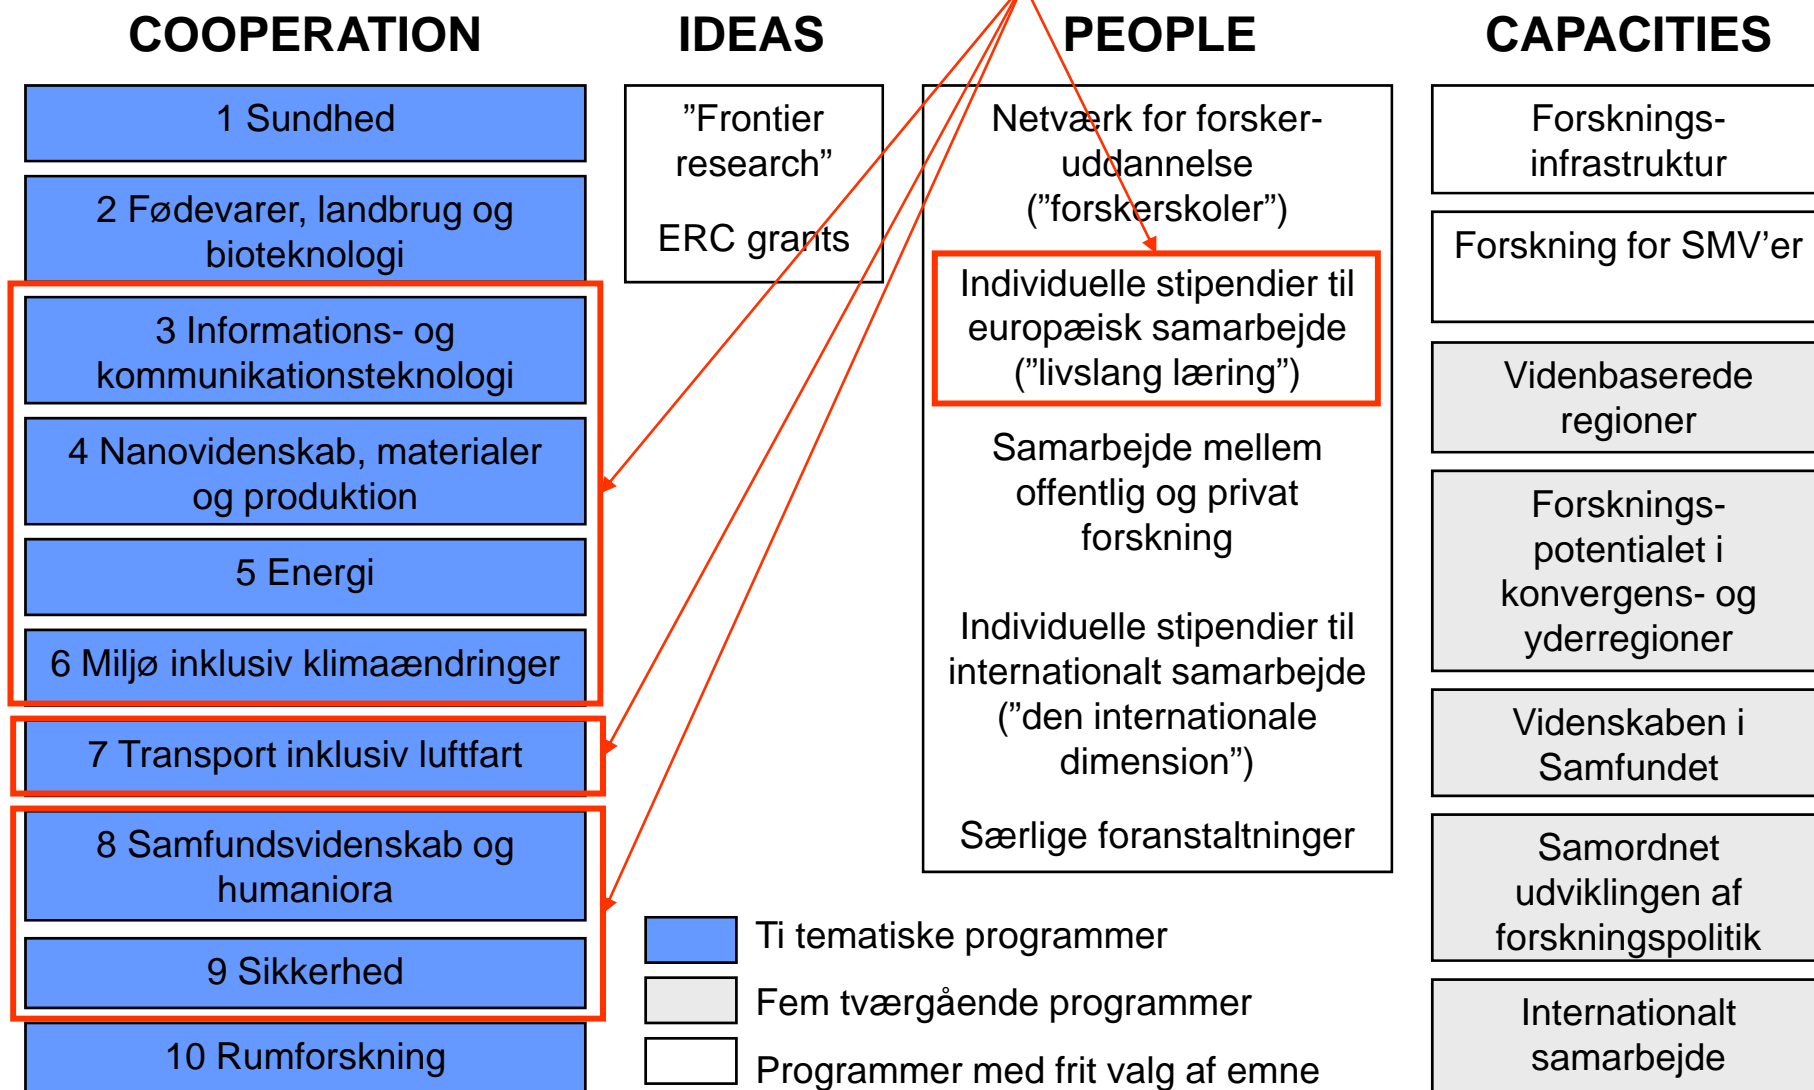 COOPERATION
1 Sundhed
2 Fødevarer, landbrug og
bioteknologi
3 Informations- og
kommunikationsteknologi
4 Nanovidenskab, materialer
og produktion
5 Energi
6 Miljø inklusiv klimaændringer
7 Transport inklusiv luftfart
8 Samfundsvidenskab og
humaniora
9 Sikkerhed
10 Rumforskning
IDEAS
”Frontier
research”
ERC grants
PEOPLE
Netværk for forsker-
uddannelse
(”forskerskoler”)
Individuelle stipendier til
europæisk samarbejde
(”livslang læring”)
Samarbejde mellem
offentlig og privat
forskning
Individuelle stipendier til
internationalt samarbejde
(”den internationale
dimension”)
Særlige foranstaltninger
CAPACITIES
Forsknings-
infrastruktur
Forskning for SMV’er
Videnbaserede
regioner
Forsknings-
potentialet i
konvergens- og
yderregioner
Videnskaben i
Samfundet
Samordnet
udviklingen af
forskningspolitik
Internationalt
samarbejde
Ti tematiske programmer
Fem tværgående programmer
Programmer med frit valg af emne